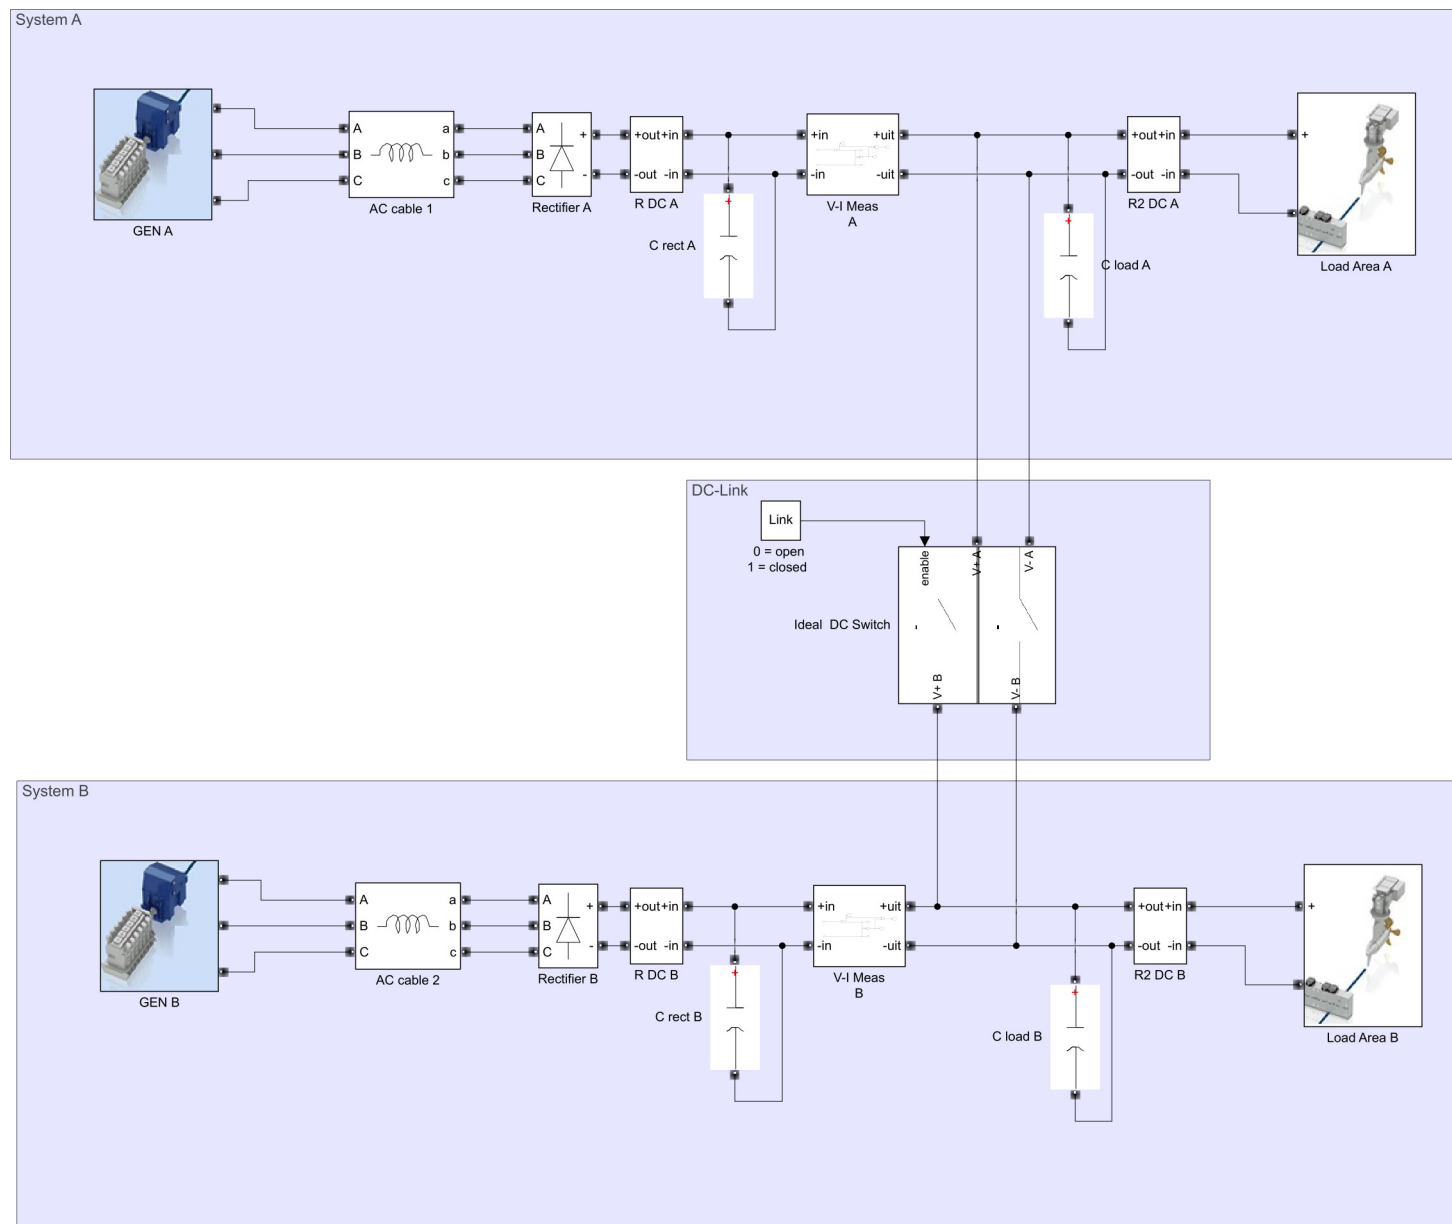 System A
GEN A
A
B
C
a
b
c
AC cable 1
A
B
C
+
-
Rectifier A
+out+in
-out -in
R DC A
+
C rect A
+in
-in
+uit
-uit
V-I Meas
A
+
C load A
+out+in
-out -in
R2 DC A
+
Load Area A
DC-Link
Link
0 = open
1 = closed
enable
V+ A
V- A
Ideal DC Switch
V+ B
V- B
System B
GEN B
A
B
C
a
b
c
AC cable 2
A
B
C
+
-
Rectifier B
+out+in
-out -in
R DC B
+
C rect B
+in
-in
+uit
-uit
V-I Meas
B
+
C load B
+out+in
-out -in
R2 DC B
+
Load Area B